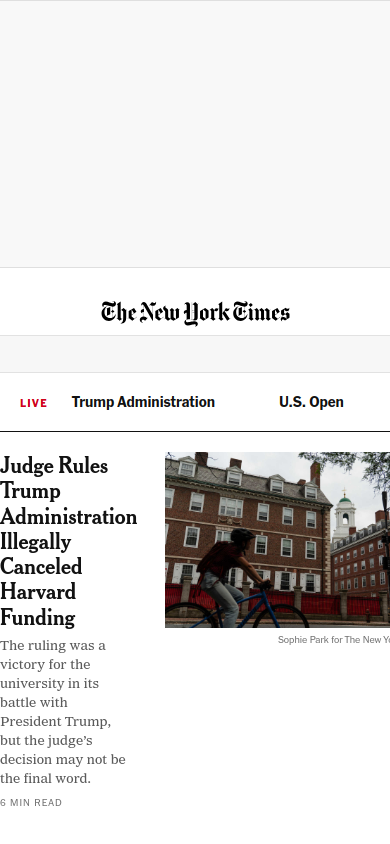 The New York Times
LIVE Trump Administration U.S. Open
Judge Rules
Trump
Administration
Illegally
Canceled
Harvard
Funding
Sophie Park for The New Yo
The ruling was a
victory for the
university in its
battle with
President Trump,
but the judge's
decision may not be
the final word.
6 MIN READ